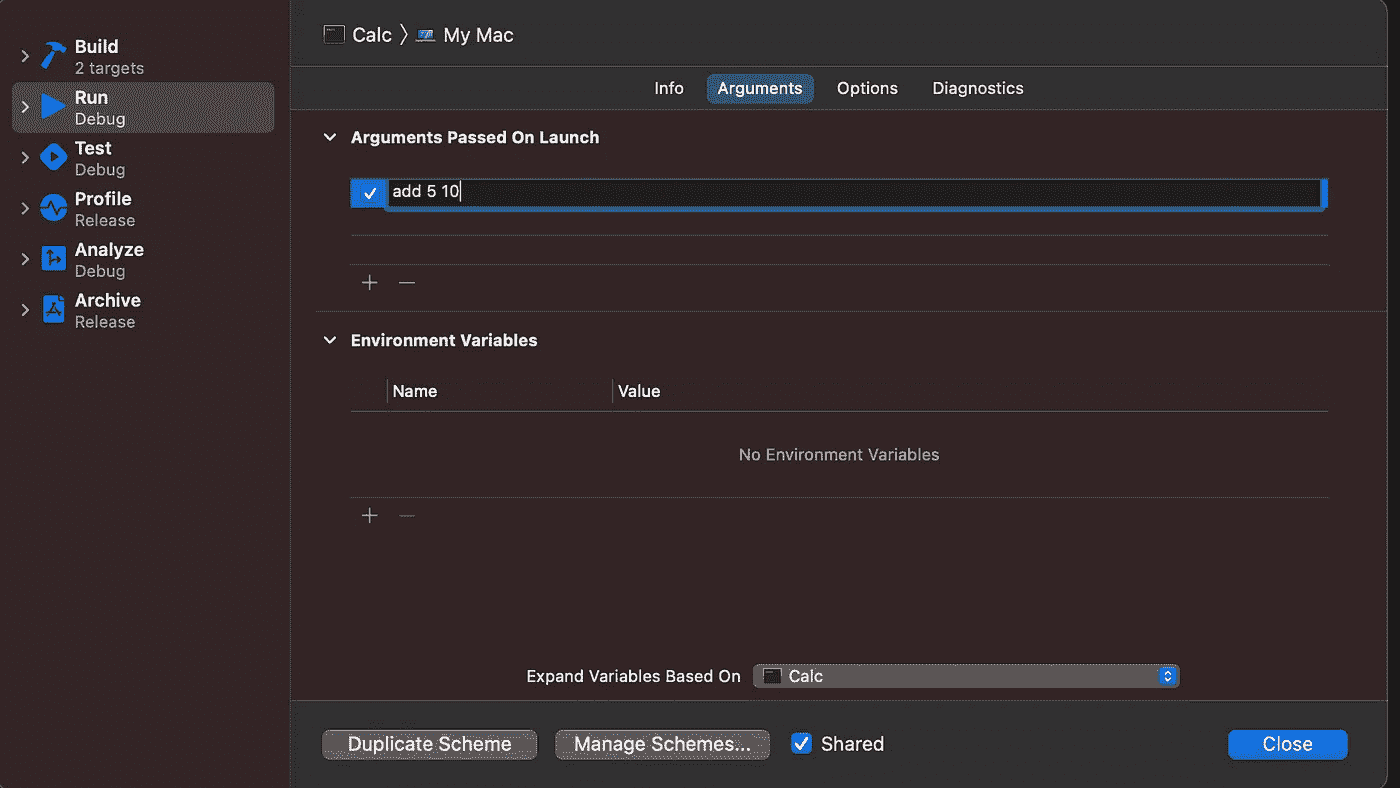 Build
2 targets
Run
Debug
Test
Debug
Profile
Release
Analyze
Debug
Archive
Release
Calc 〉 My Mac
Info Arguments Options Diagnostics
Arguments Passed On Launch
add 5 10
Environment Variables
Name Value
No Environment Variables
Expand Variables Based On Calc
Duplicate Scheme Manage Schemes... Shared Close